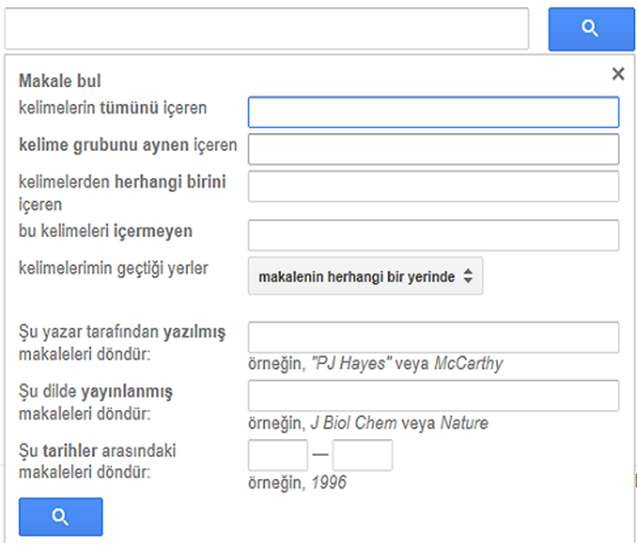 Makale bul
kelimelerin tümünü içeren
kelime grubunu aynen içeren
kelimelerden herhangi birini
içeren
bu kelimeleri içermeyen
kelimelerimin geçtiği yerler
makalenin herhangi bir yerinde
Şu yazar tarafından yazılmış
makaleleri döndür:
örneğin, "PJ Hayes" veya McCarthy
Şu dilde yayınlanmış
makaleleri döndür:
örneğin, J Biol Chem veya Nature
Şu tarihler arasındaki
makaleleri döndür:
—
örneğin, 1996